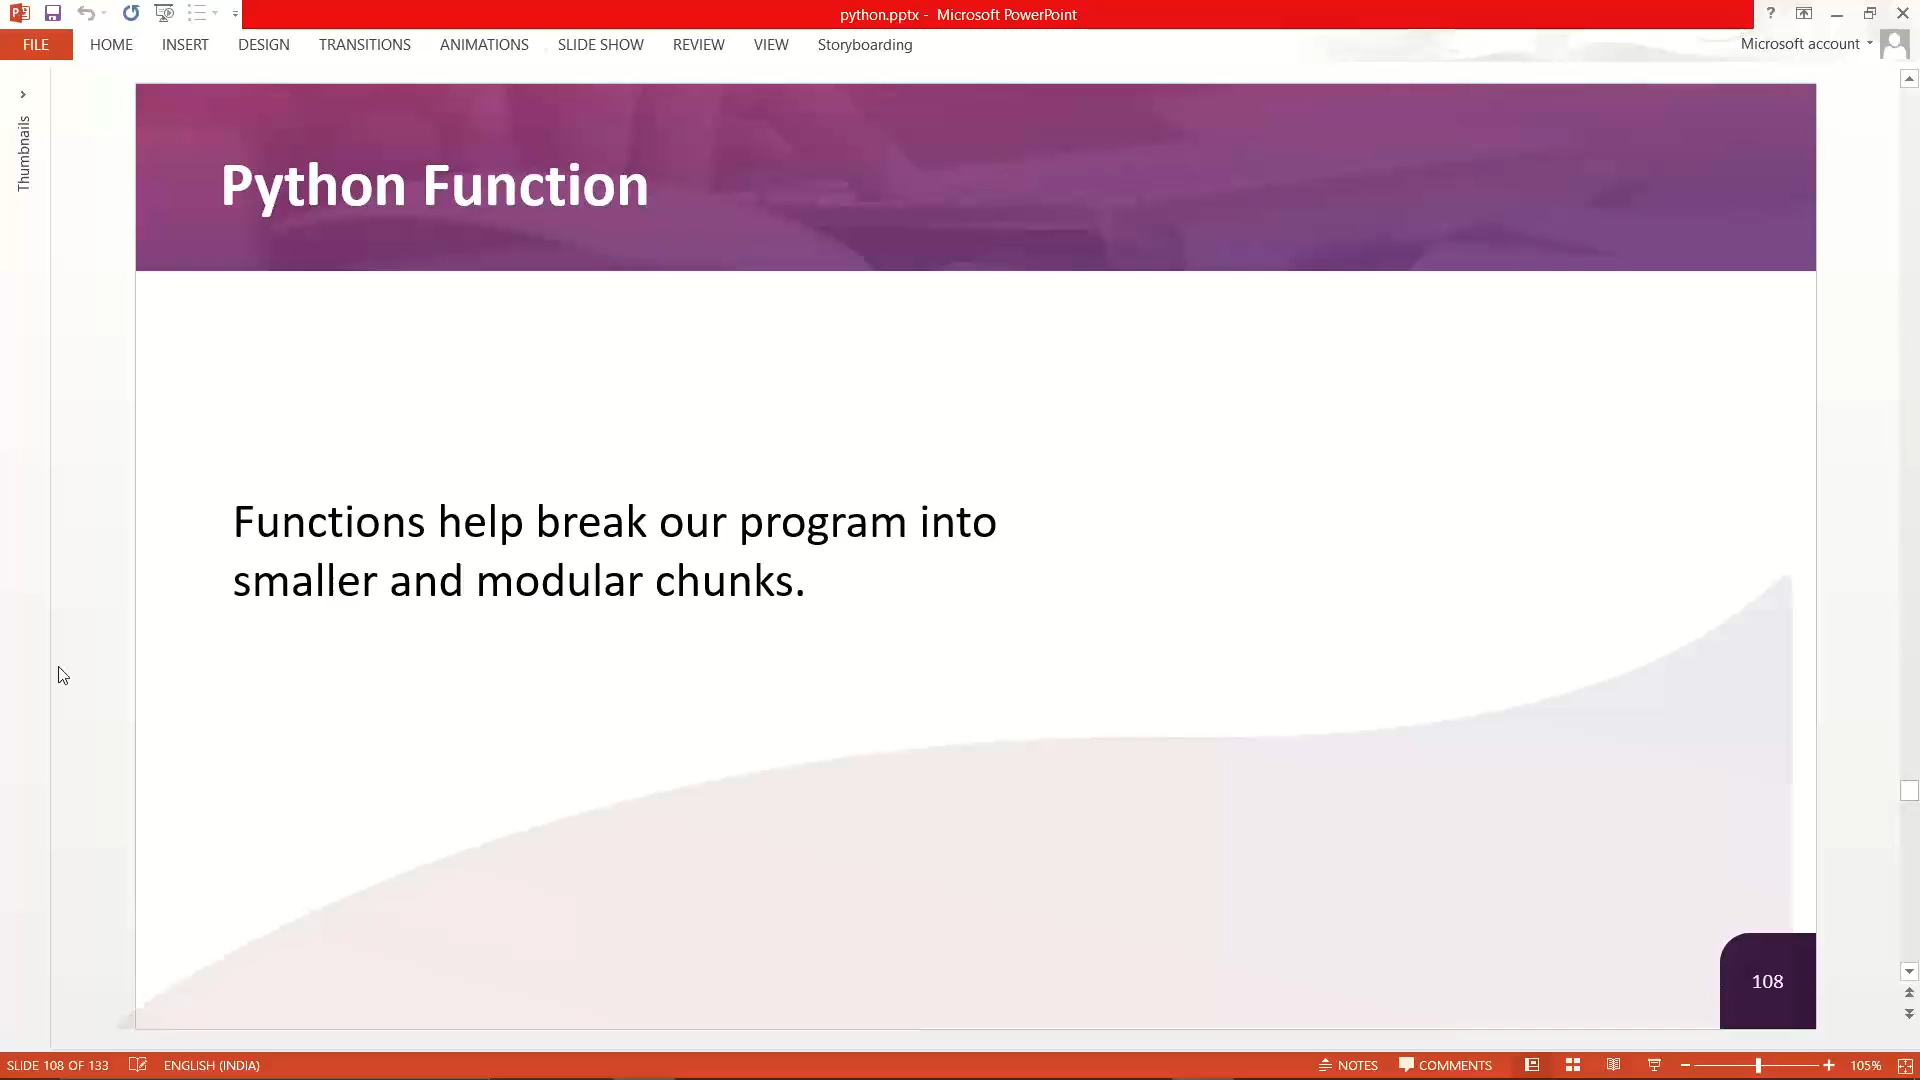 python.pptx - Microsoft PowerPoint
?
FILE HOME INSERT DESIGN TRANSITIONS ANIMATIONS SLIDE SHOW REVIEW VIEW Storyboarding Microsoft account
Thumbnails
Python Function
Functions help break our program into
smaller and modular chunks.
108
SLIDE 108 OF 133 ENGLISH (INDIA) NOTES COMMENTS 105%